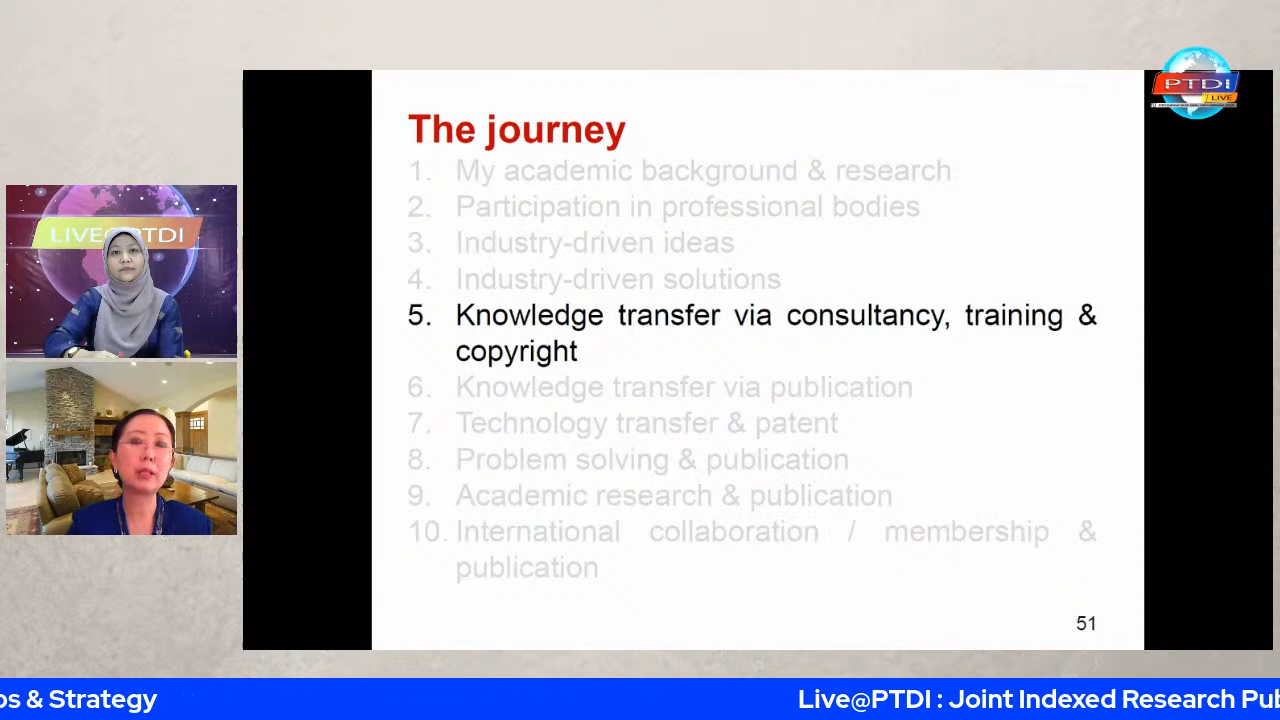 PTDI
LIVE
LIVE@PTDI
The journey
1. My academic background & research
2. Participation in professional bodies
3. Industry-driven ideas
4. Industry-driven solutions
5. Knowledge transfer via consultancy, training &
copyright
6. Knowledge transfer via publication
7. Technology transfer & patent
8. Problem solving & publication
9. Academic research & publication
10. International collaboration / membership &
publication
51
os & Strategy
Live@PTDI : Joint Indexed Research Pub